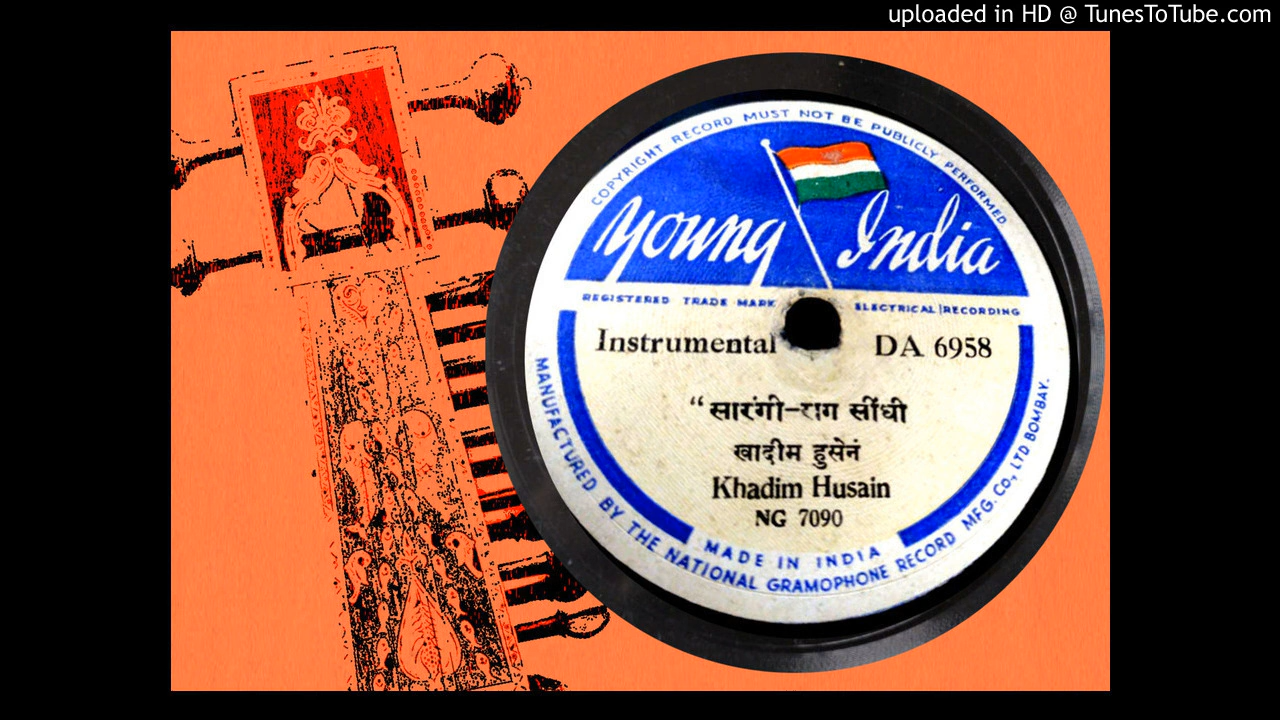 uploaded in HD @ TunesToTube.com
COPYRIGHT RECORD MUST NOT BE PUBLICLY PERFORMED
Young India
REGISTERED TRADE MARK ELECTRICAL RECORDING
Instrumental DA 6958
“सारंगी-राग सींधी
खादीम हुसेनं
Khadim Husain
NG 7090
MADE IN INDIA
MANUFACTURED BY THE NATIONAL GRAMOPHONE RECORD MFG. Co., LTD BOMBAY.